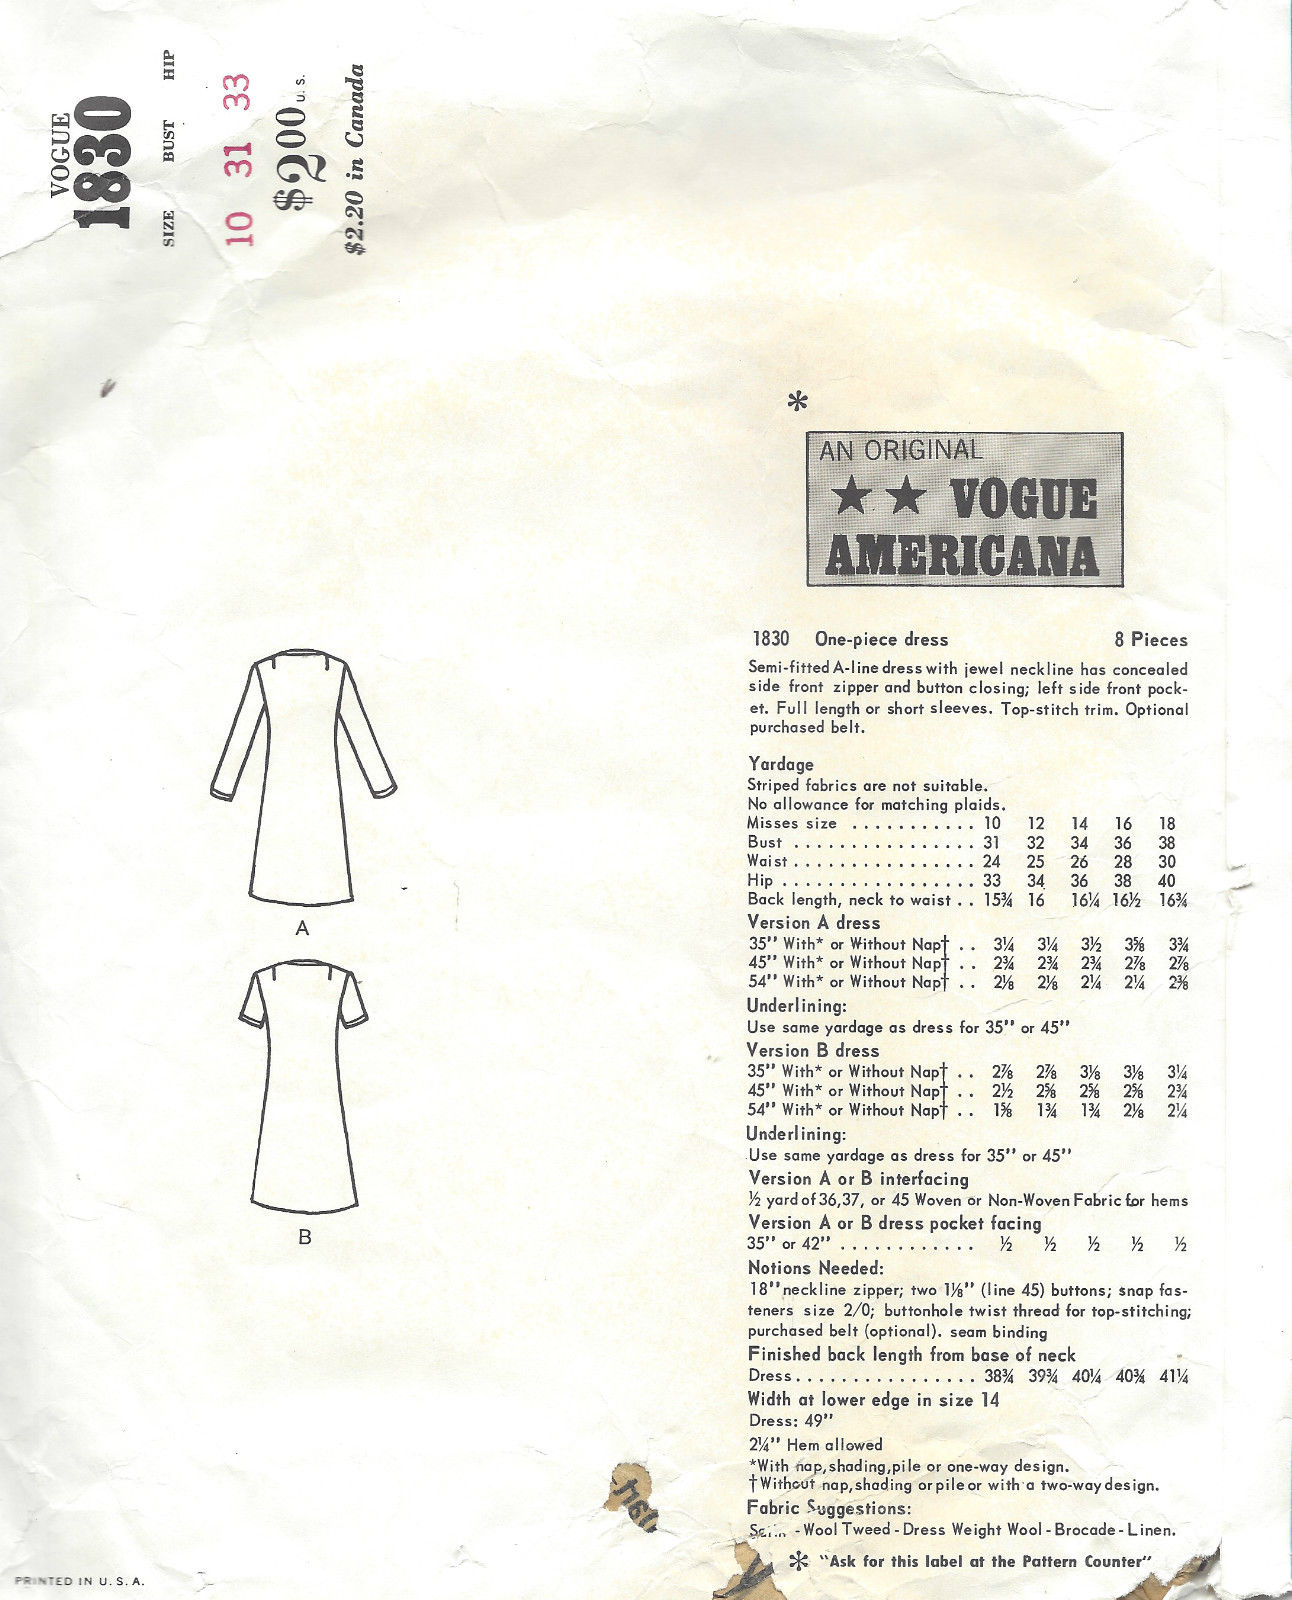 VOGUE
1830
SIZE BUST HIP
10 31 33
$2.00 U.S.
$2.20 in Canada
*
AN ORIGINAL
★ ★ VOGUE
AMERICANA
1830 One-piece dress 8 Pieces
Semi-fitted A-line dress with jewel neckline has concealed
side front zipper and button closing; left side front pock-
et. Full length or short sleeves. Top-stitch trim. Optional
purchased belt.
Yardage
Striped fabrics are not suitable.
No allowance for matching plaids.
Misses size ........... 10 12 14 16 18
Bust ................ 31 32 34 36 38
Waist ................ 24 25 26 28 30
Hip ................. 33 34 36 38 40
Back length, neck to waist .. 15¾ 16 16¼ 16½ 16¾
Version A dress
35" With* or Without Nap† .. 3¼ 3¼ 3½ 3⅝ 3¾
45" With* or Without Nap† .. 2¾ 2¾ 2¾ 2⅞ 2⅞
54" With* or Without Nap† .. 2⅛ 2⅛ 2¼ 2¼ 2⅜
Underlining:
Use same yardage as dress for 35" or 45"
Version B dress
35" With* or Without Nap† .. 2⅞ 2⅞ 3⅛ 3⅛ 3¼
45" With* or Without Nap† .. 2½ 2⅝ 2⅝ 2⅝ 2¾
54" With* or Without Nap† .. 1⅝ 1¾ 1¾ 2⅛ 2¼
Underlining:
Use same yardage as dress for 35" or 45"
Version A or B interfacing
½ yard of 36,37, or 45 Woven or Non-Woven Fabric for hems
Version A or B dress pocket facing
35" or 42" ............ ½ ½ ½ ½ ½
Notions Needed:
18" neckline zipper; two 1⅛" (line 45) buttons; snap fas-
teners size 2/0; buttonhole twist thread for top-stitching;
purchased belt (optional). seam binding
Finished back length from base of neck
Dress................ 38¾ 39¾ 40¼ 40¾ 41¼
Width at lower edge in size 14
Dress: 49"
2¼" Hem allowed
*With nap, shading, pile or one-way design.
†Without nap, shading or pile or with a two-way design.
Fabric Suggestions:
- Wool Tweed - Dress Weight Wool - Brocade - Linen.
* "Ask for this label at the Pattern Counter"
A
B
PRINTED IN U.S.A.